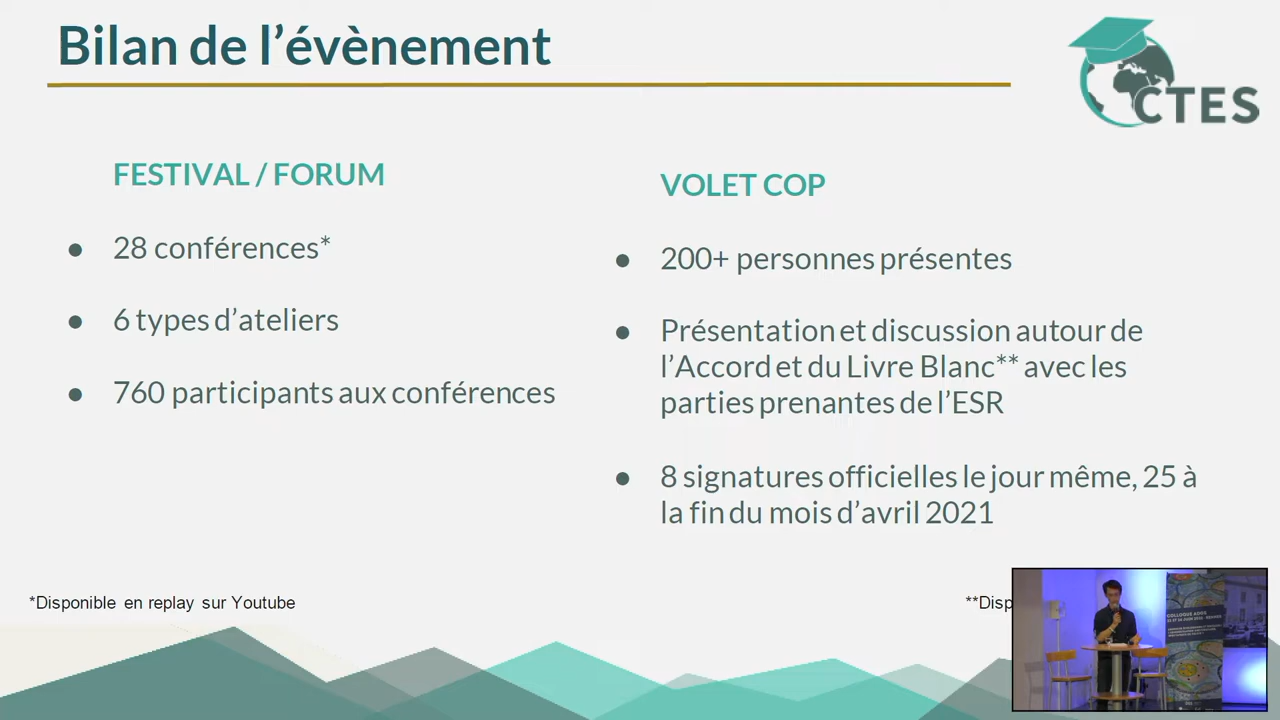 Bilan de l’évènement
CTES
FESTIVAL / FORUM
● 28 conférences*
● 6 types d’ateliers
● 760 participants aux conférences
VOLET COP
● 200+ personnes présentes
● Présentation et discussion autour de
l’Accord et du Livre Blanc** avec les
parties prenantes de l’ESR
● 8 signatures officielles le jour même, 25 à
la fin du mois d’avril 2021
*Disponible en replay sur Youtube
**Disp
COLLOQUE